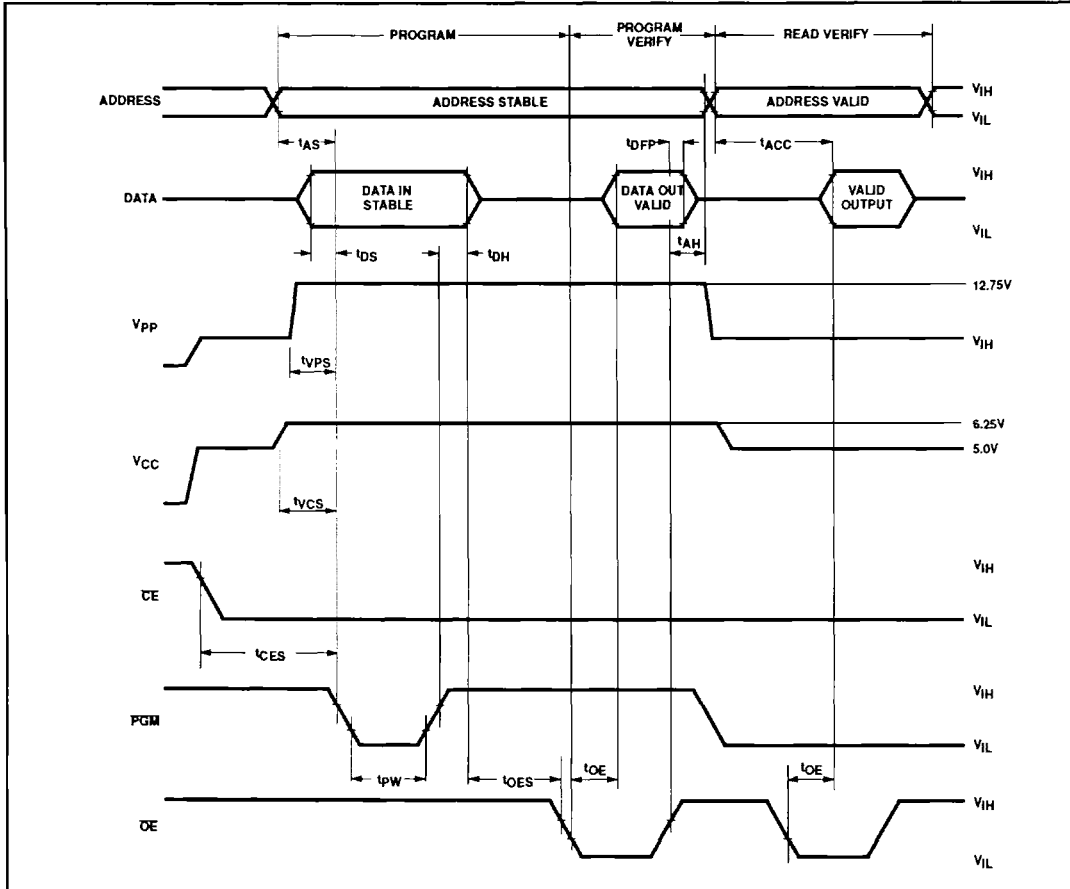 PROGRAM
PROGRAM
VERIFY
READ VERIFY
ADDRESS
ADDRESS STABLE
ADDRESS VALID
VIH
VIL
tAS
tDFP
tACC
DATA
DATA IN
STABLE
DATA OUT
VALID
VALID
OUTPUT
VIH
VIL
tDS
tDH
tAH
12.75V
VPP
VIH
tVPS
6.25V
VCC
5.0V
tVCS
CE
VIH
VIL
tCES
PGM
VIH
VIL
tPW
tOES
tOE
tOE
OE
VIH
VIL